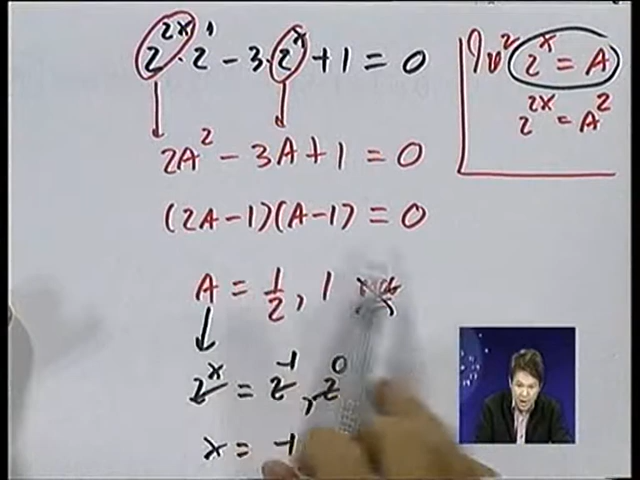 2^{2x}·2^1 − 3·2^x + 1 = 0
2^x = A
2^{2x} = A^2
2A^2 − 3A + 1 = 0
(2A − 1)(A − 1) = 0
A = 1/2, 1
2^x = 2^{-1}, 2^0
x = -1